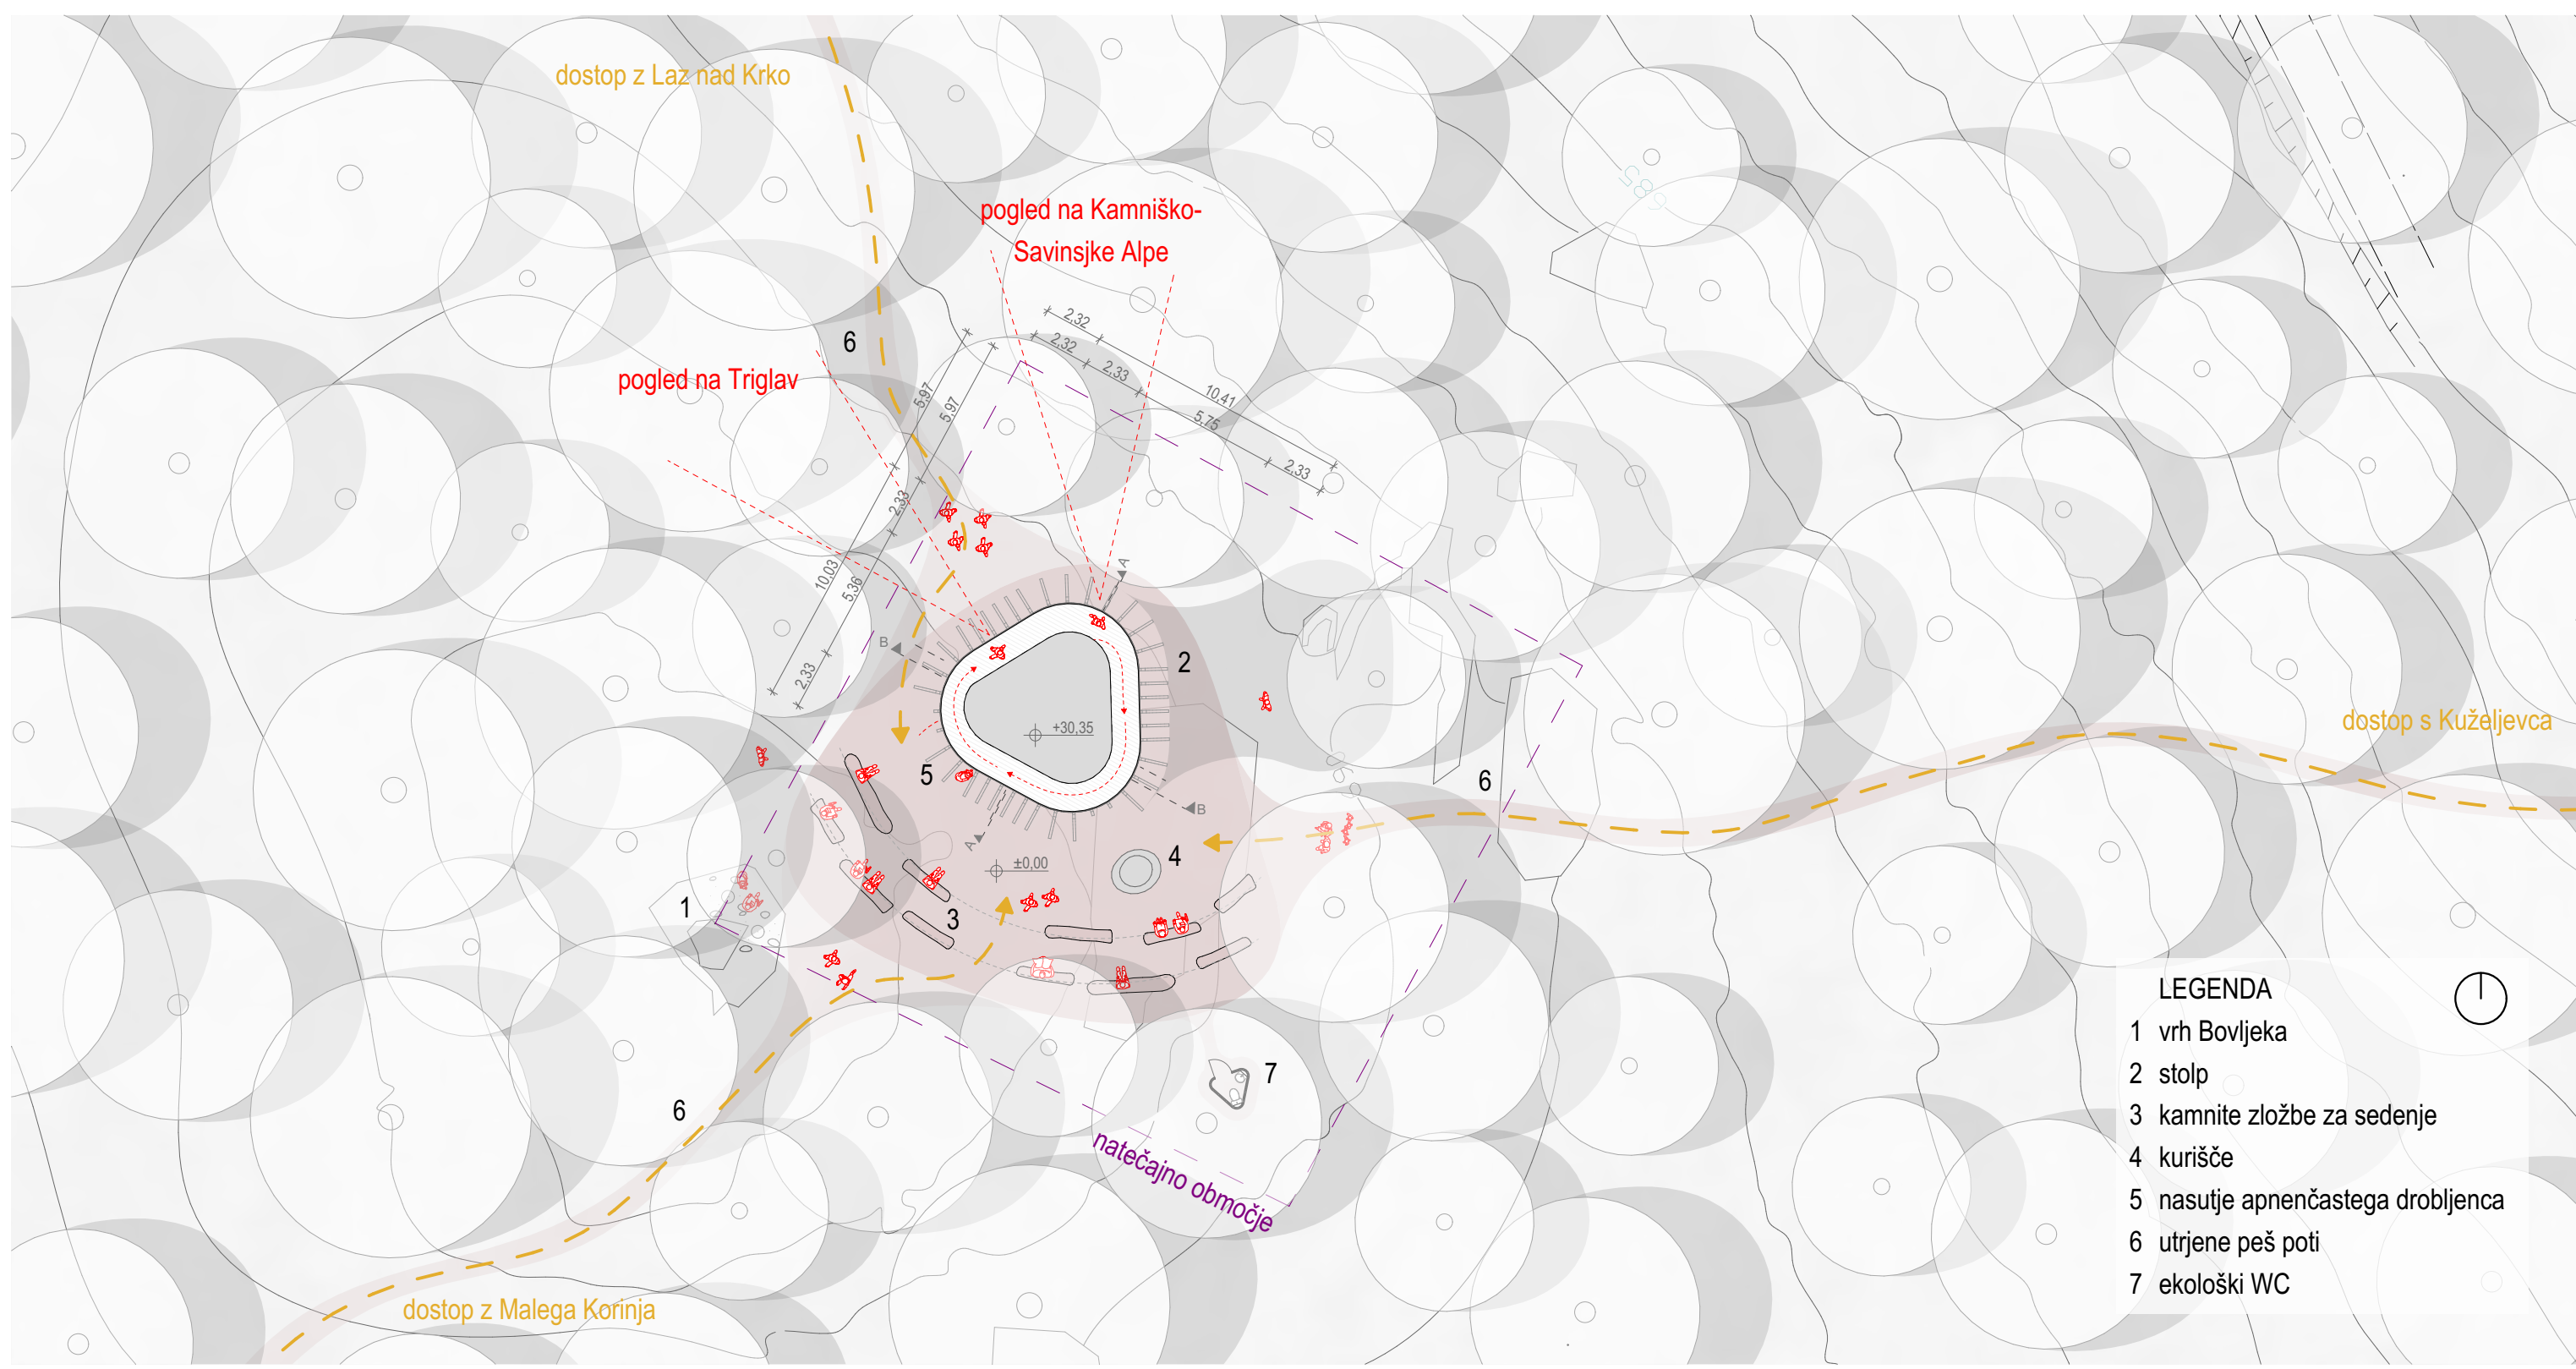 dostop z Laz nad Krko
pogled na Kamniško-
Savinsjke Alpe
585
2,32
2,32
2,33
10,41
5,75
2,33
6
pogled na Triglav
5,97
5,97
2,33
10,03
5,36
2,33
A
B
2
+30,35
dostop s Kuželjevca
5
6
B
A
±0,00
4
1
3
7
6
natečajno območje
dostop z Malega Korinja
LEGENDA
1 vrh Bovljeka
2 stolp
3 kamnite zložbe za sedenje
4 kurišče
5 nasutje apnenčastega drobljenca
6 utrjene peš poti
7 ekološki WC